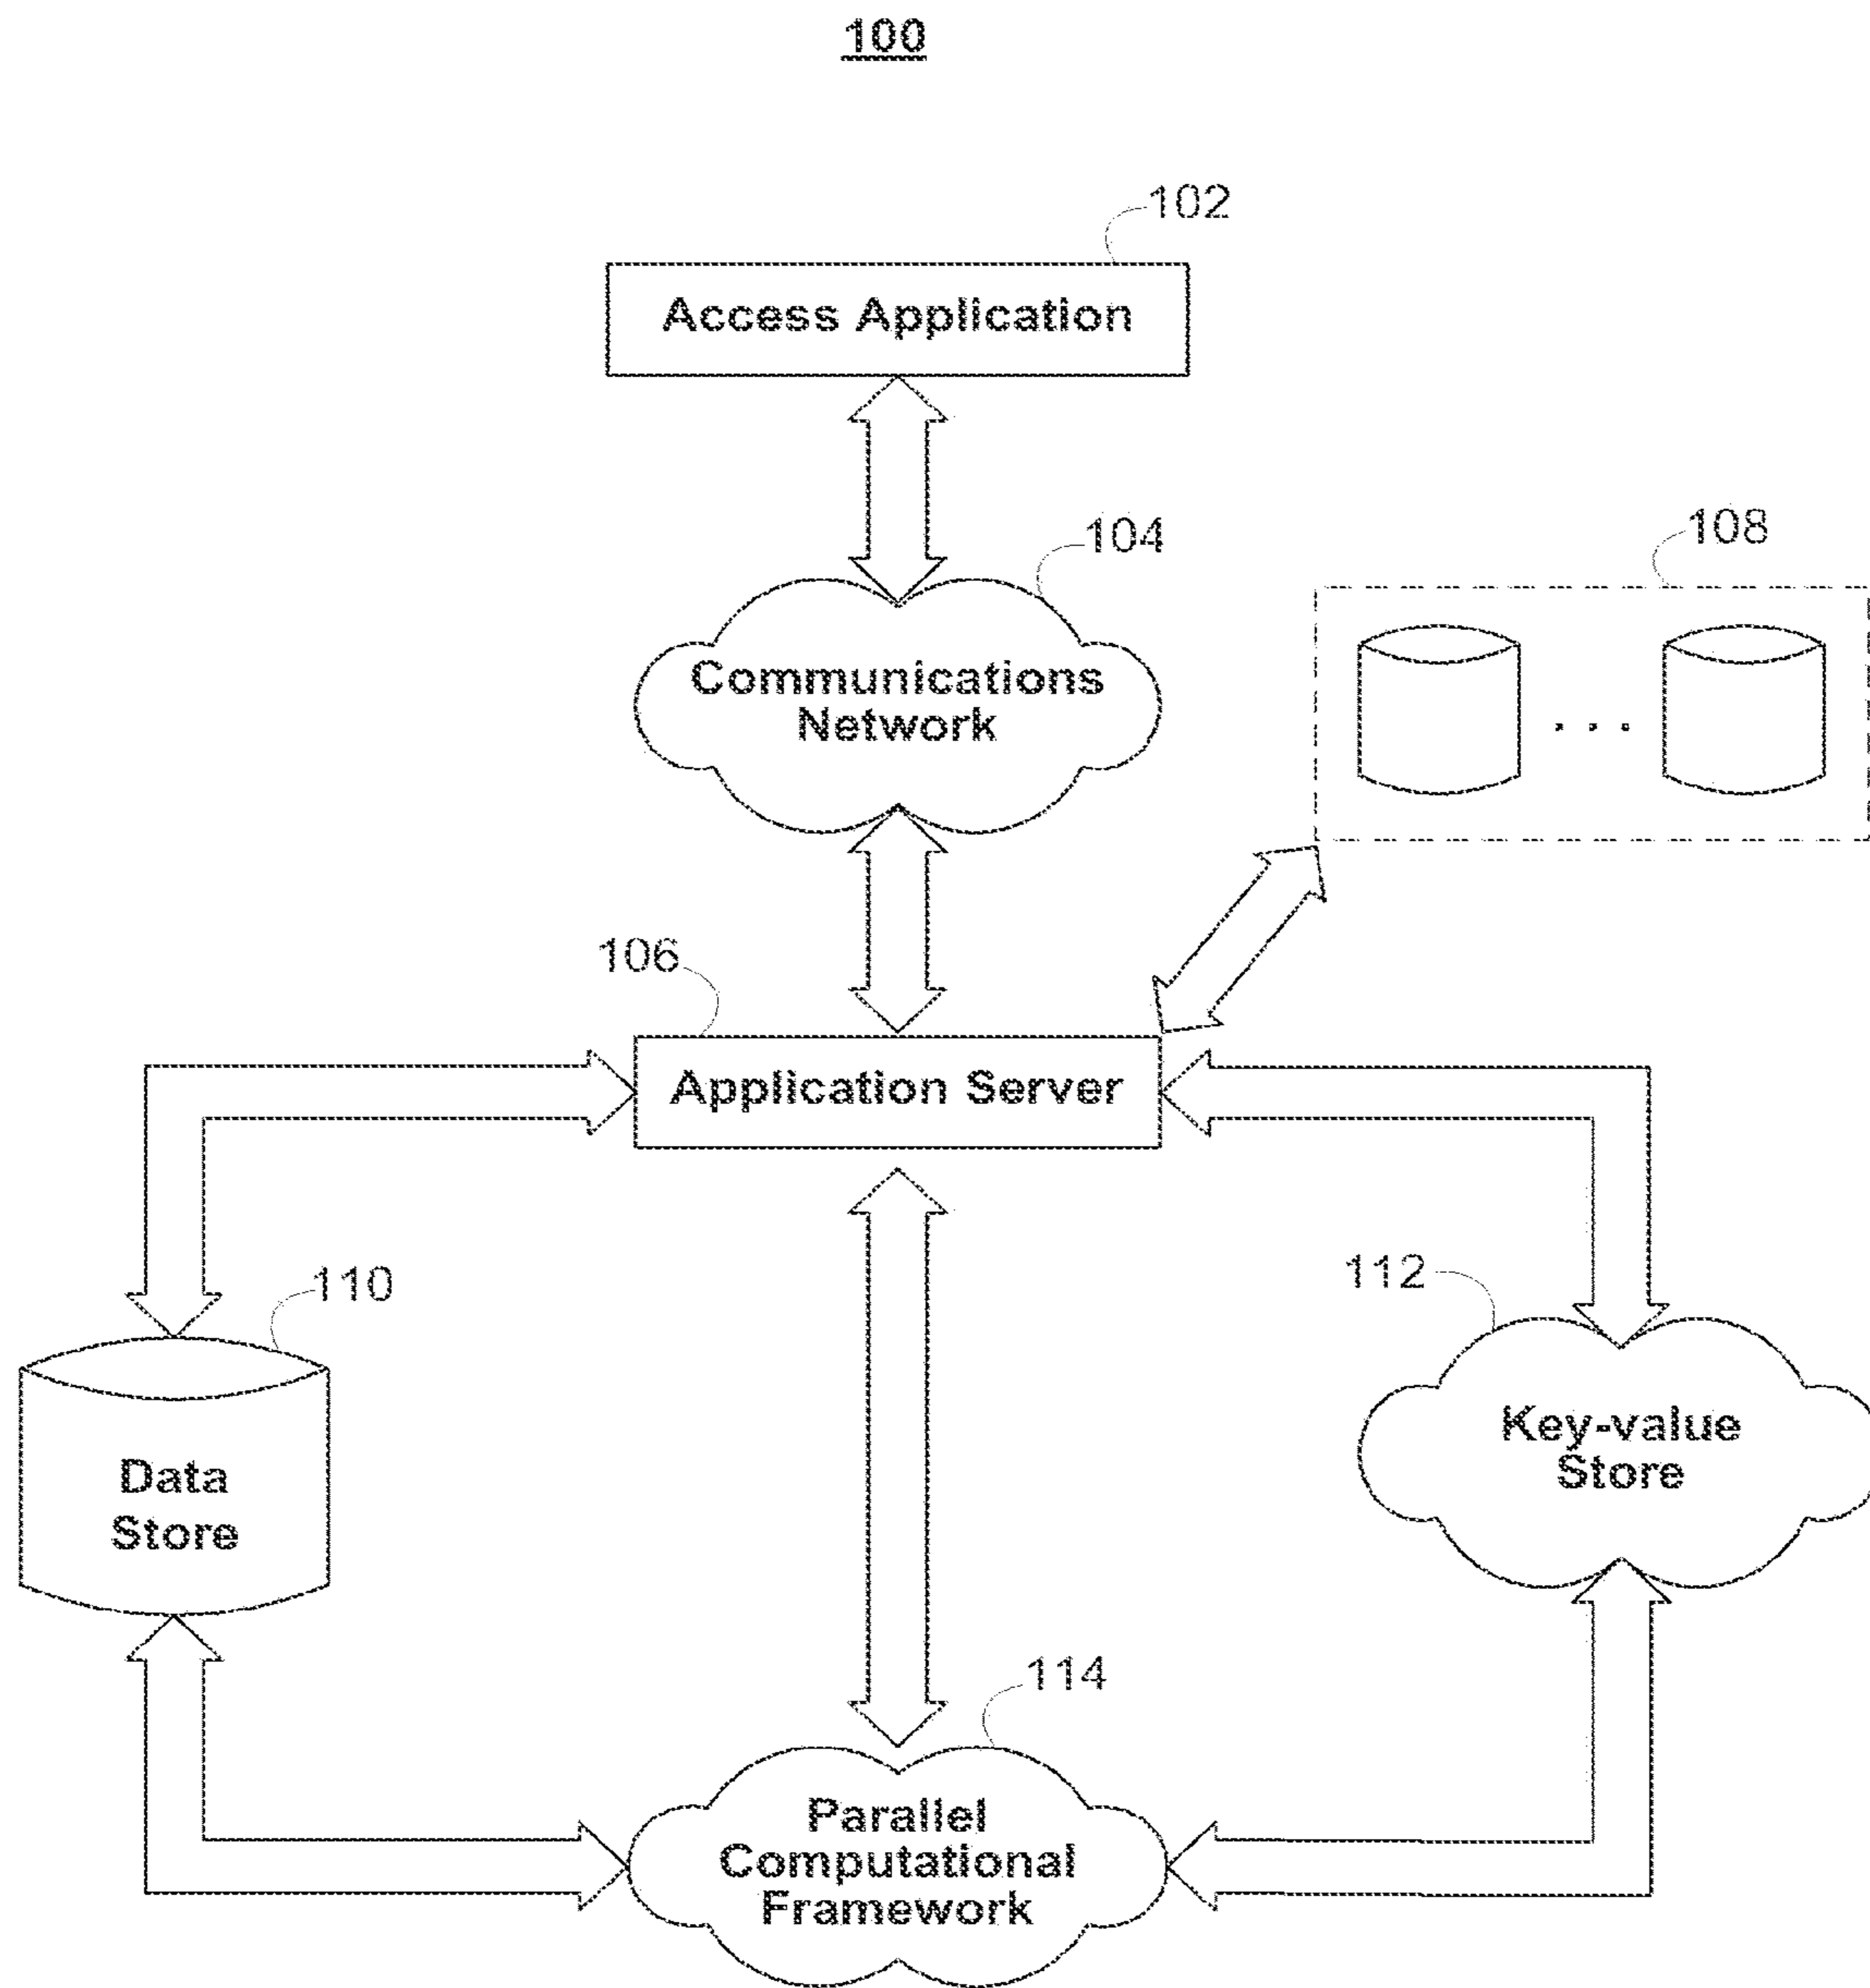 100
102
Access Application
104
108
Communications
Network
. . .
106
Application Server
110
112
Data
Store
Key-value
Store
114
Parallel
Computational
Framework